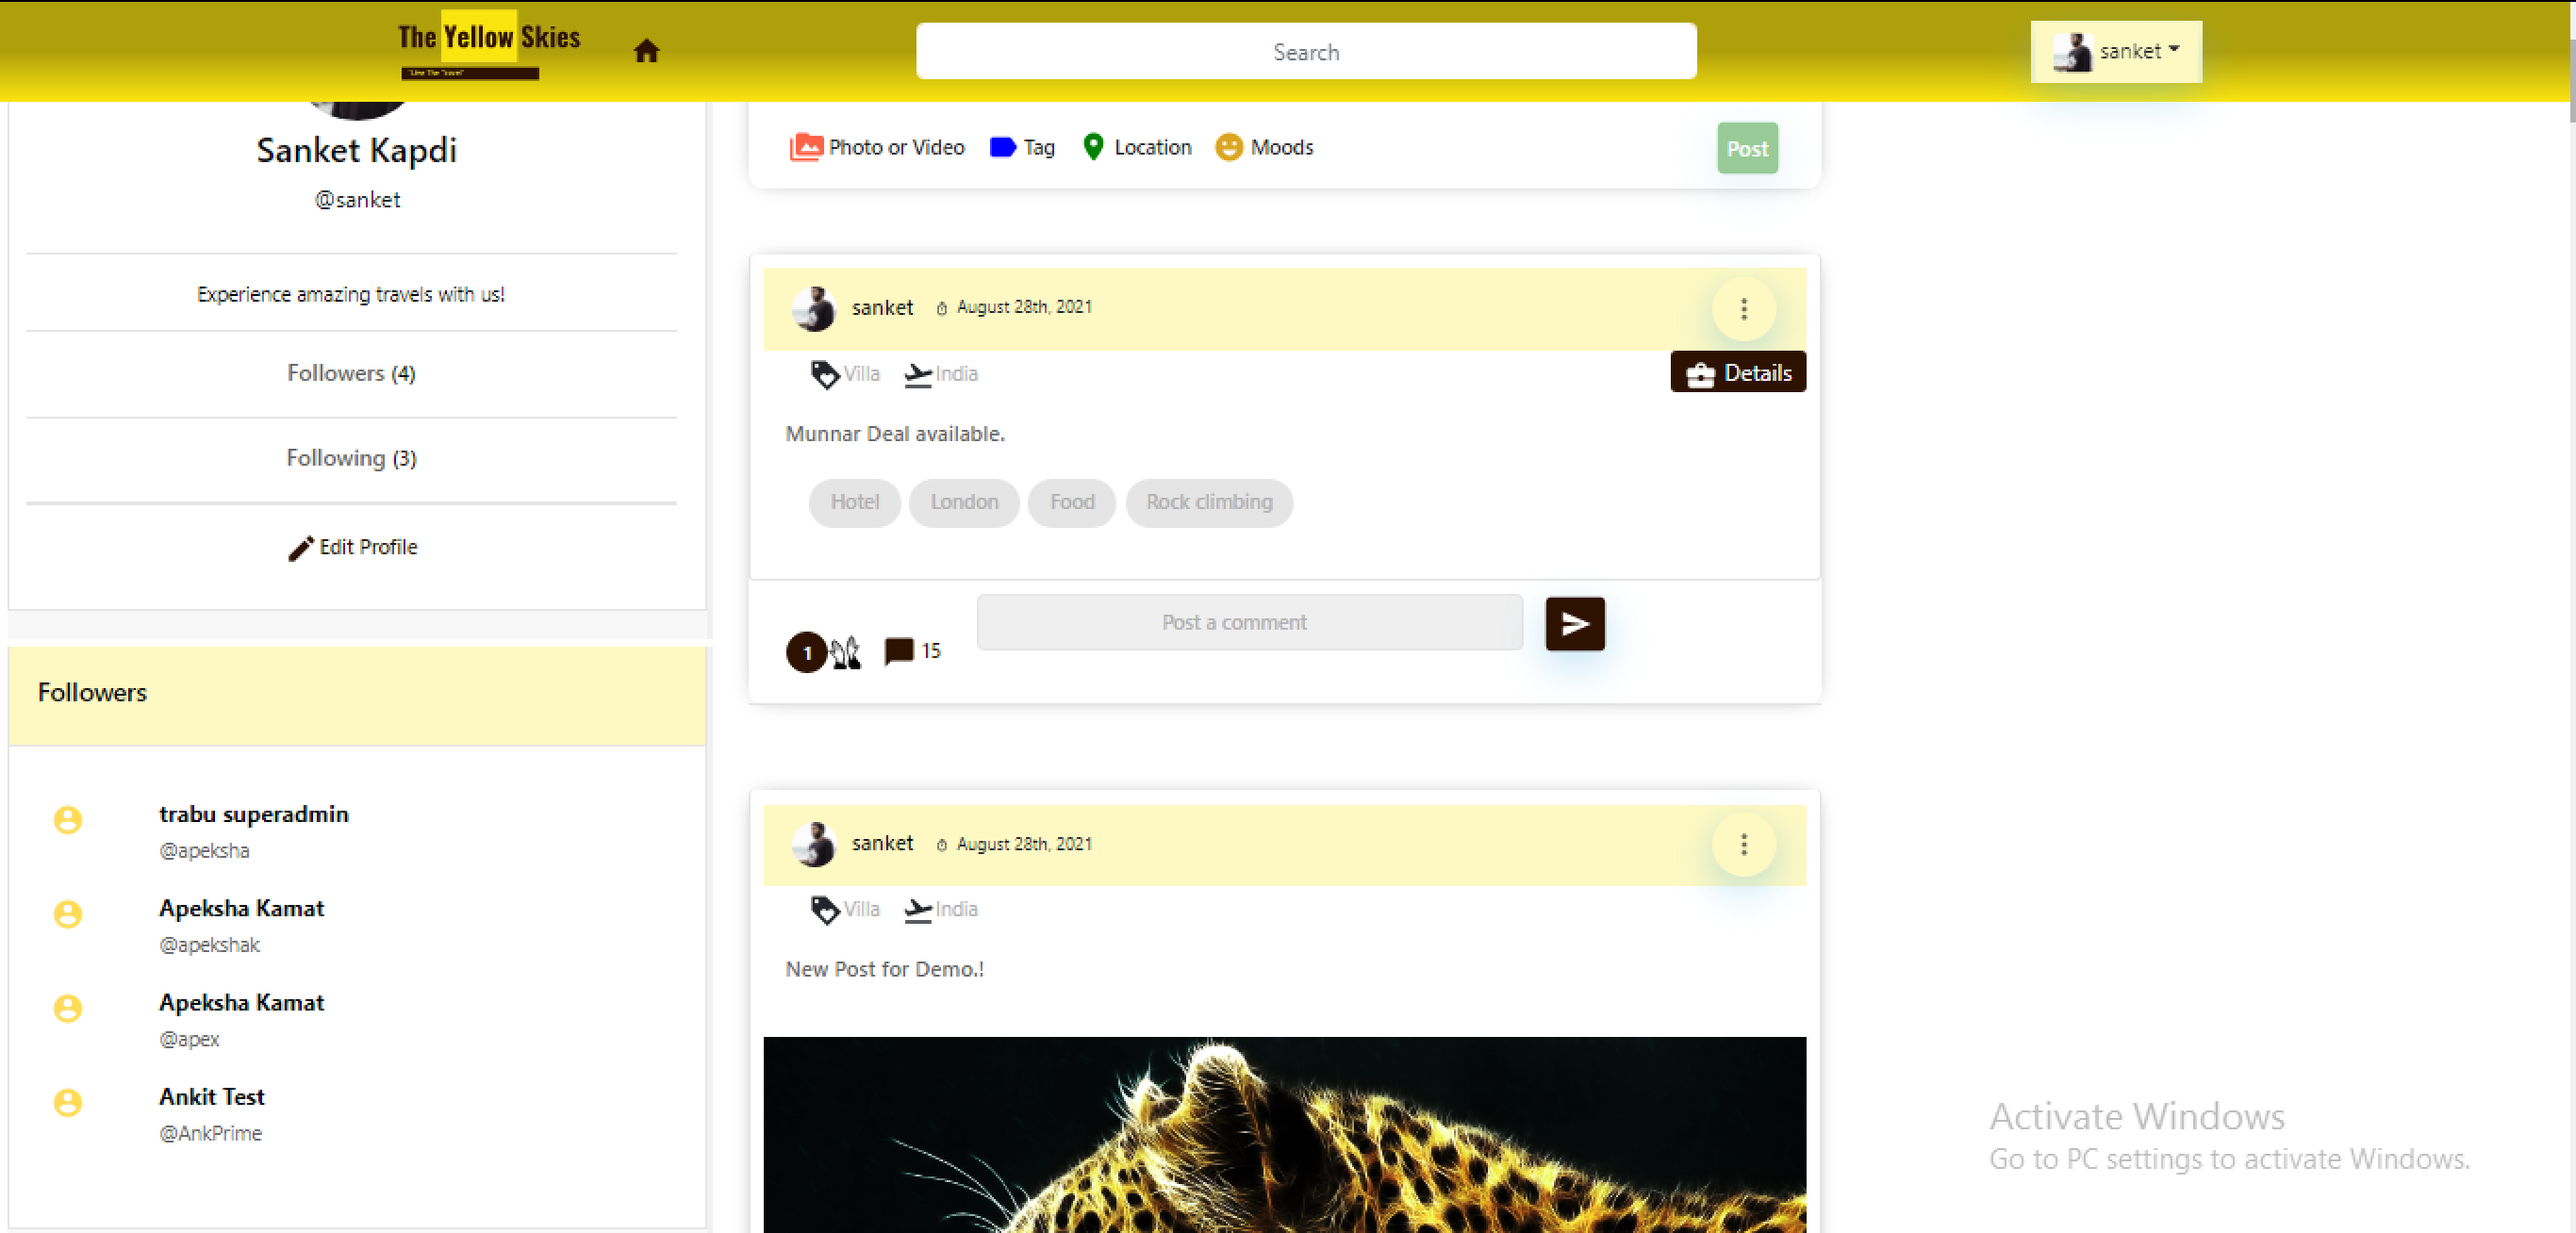 The Yellow Skies
Search
sanket
Sanket Kapdi
@sanket
Experience amazing travels with us!
Followers (4)
Following (3)
Edit Profile
Followers
trabu superadmin
@apeksha
Apeksha Kamat
@apekshak
Apeksha Kamat
@apex
Ankit Test
@AnkPrime
Photo or Video Tag Location Moods Post
sanket August 28th, 2021
Villa India Details
Munnar Deal available.
Hotel London Food Rock climbing
1 15 Post a comment
sanket August 28th, 2021
Villa India
New Post for Demo.!
Activate Windows
Go to PC settings to activate Windows.